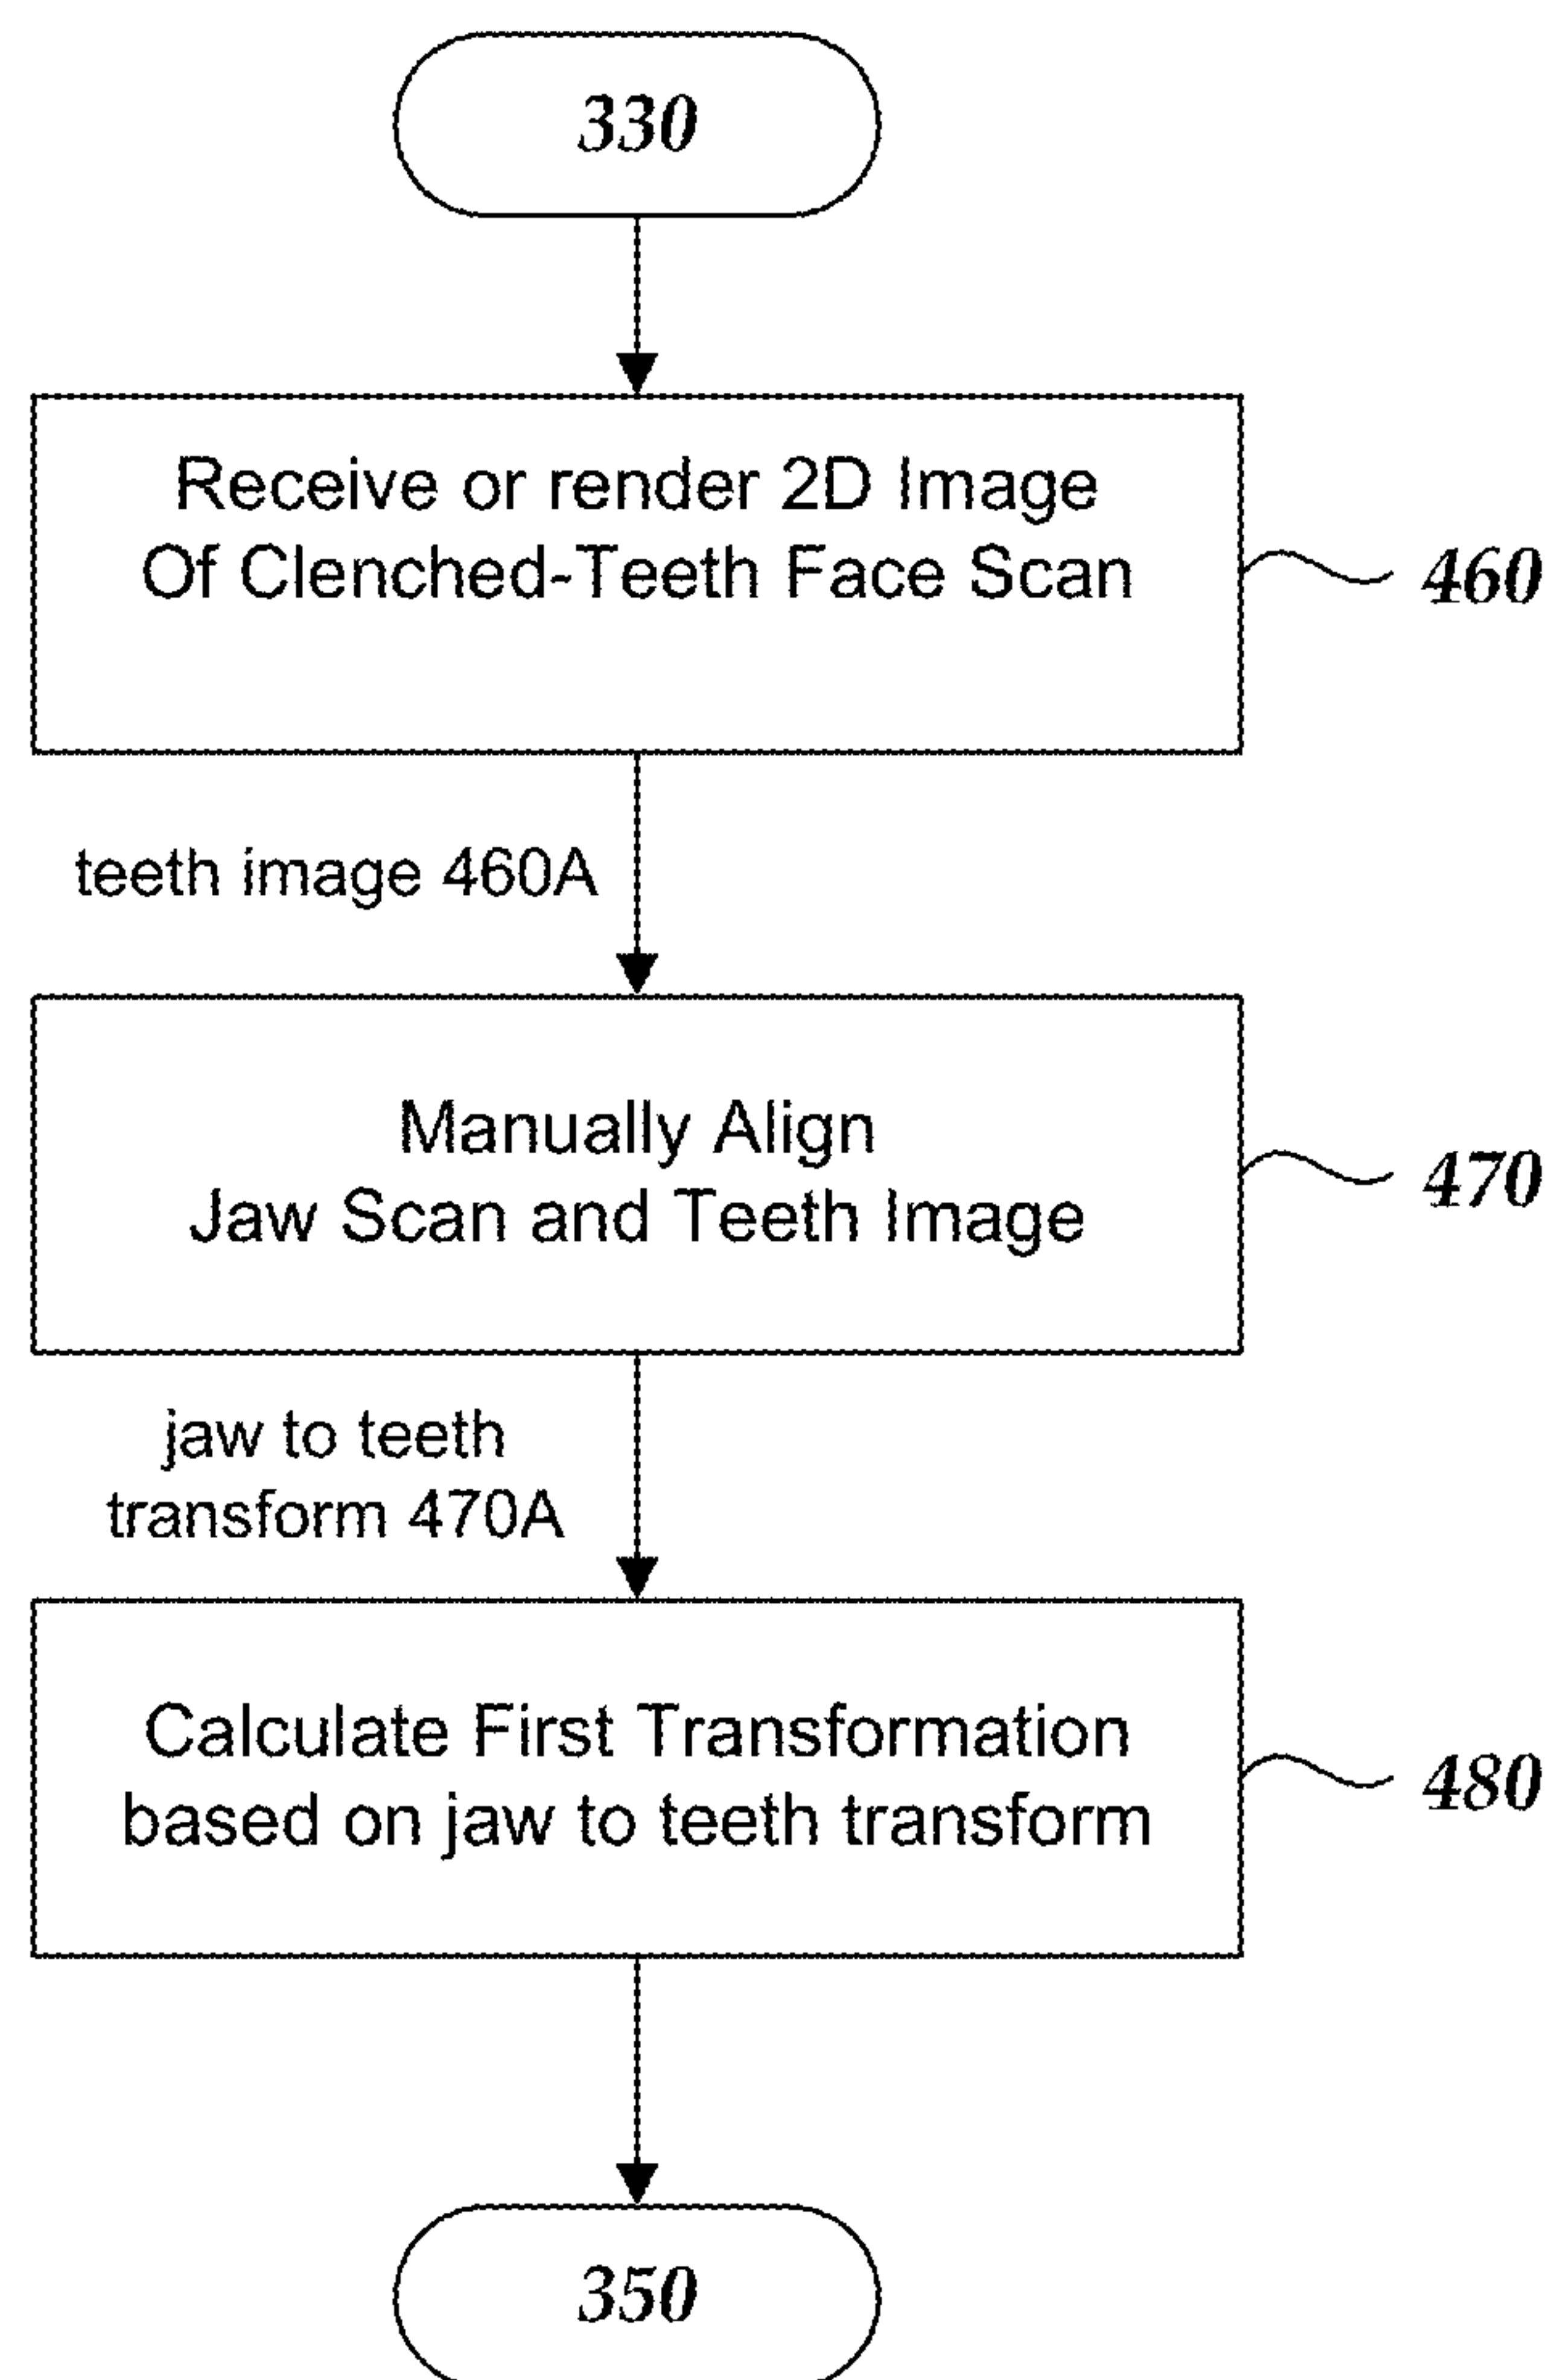 330
Receive or render 2D Image
Of Clenched-Teeth Face Scan
460
teeth image 460A
Manually Align
Jaw Scan and Teeth Image
470
jaw to teeth
transform 470A
Calculate First Transformation
based on jaw to teeth transform
480
350